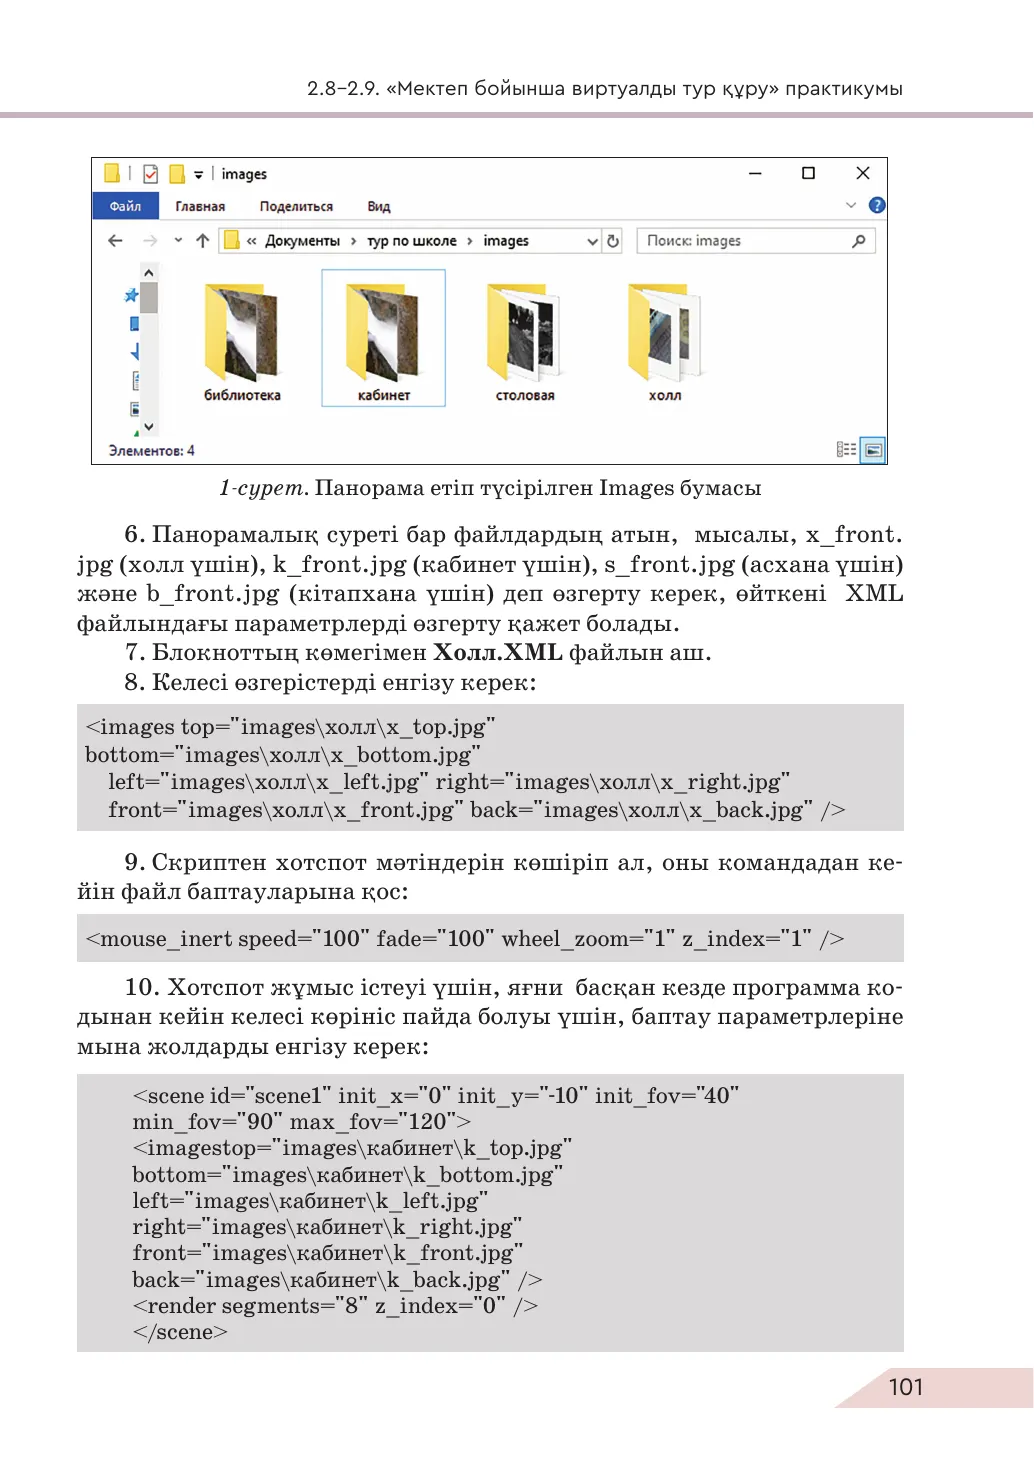 2.8–2.9. «Мектеп бойынша виртуалды тур құру» практикумы
images
Файл Главная Поделиться Вид
« Документы › тур по школе › images Поиск: images
библиотека кабинет столовая холл
Элементов: 4
1-сурет. Панорама етіп түсірілген Images бумасы
6. Панорамалық суреті бар файлдардың атын, мысалы, x_front.
jpg (холл үшін), k_front.jpg (кабинет үшін), s_front.jpg (асхана үшін)
және b_front.jpg (кітапхана үшін) деп өзгерту керек, өйткені XML
файлындағы параметрлерді өзгерту қажет болады.
7. Блокноттың көмегімен Холл.XML файлын аш.
8. Келесі өзгерістерді енгізу керек:
<images top="images\холл\x_top.jpg"
bottom="images\холл\x_bottom.jpg"
left="images\холл\x_left.jpg" right="images\холл\x_right.jpg"
front="images\холл\x_front.jpg" back="images\холл\x_back.jpg" />
9. Скриптен хотспот мәтіндерін көшіріп ал, оны командадан ке-
йін файл баптауларына қос:
<mouse_inert speed="100" fade="100" wheel_zoom="1" z_index="1" />
10. Хотспот жұмыс істеуі үшін, яғни басқан кезде программа ко-
дынан кейін келесі көрініс пайда болуы үшін, баптау параметрлеріне
мына жолдарды енгізу керек:
<scene id="scene1" init_x="0" init_y="-10" init_fov="40"
min_fov="90" max_fov="120">
<imagestop="images\кабинет\k_top.jpg"
bottom="images\кабинет\k_bottom.jpg"
left="images\кабинет\k_left.jpg"
right="images\кабинет\k_right.jpg"
front="images\кабинет\k_front.jpg"
back="images\кабинет\k_back.jpg" />
<render segments="8" z_index="0" />
</scene>
101